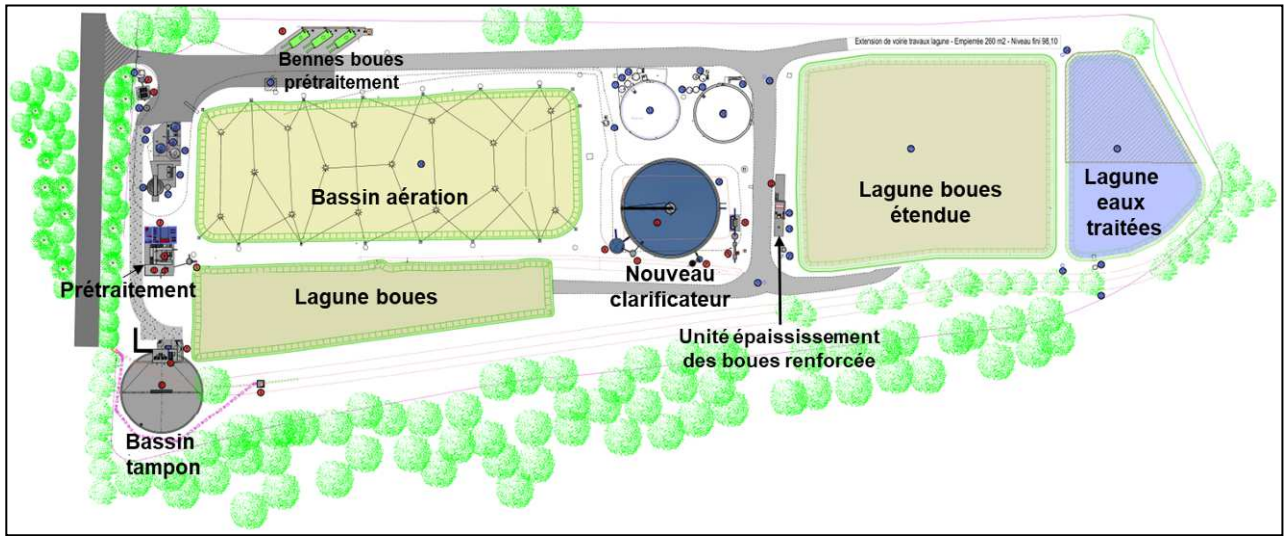 Extension de voirie travaux lagune - Empierrée 260 m2 - Niveau fini 98,10
Bennes boues
prétraitement
Bassin aération
Lagune boues
étendue
Lagune
eaux
traitées
Prétraitement
Lagune boues
Nouveau
clarificateur
Unité épaississement
des boues renforcée
Bassin
tampon